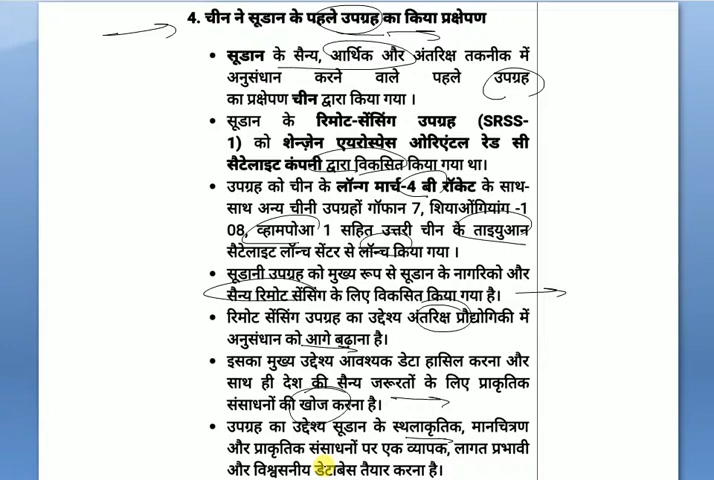 4. चीन ने सूडान के पहले उपग्रह का किया प्रक्षेपण
• सूडान के सैन्य, आर्थिक और अंतरिक्ष तकनीक में
अनुसंधान करने वाले पहले उपग्रह
का प्रक्षेपण चीन द्वारा किया गया ।
• सूडान के रिमोट-सेंसिंग उपग्रह (SRSS-
1) को शेन्ज़ेन एयरोस्पेस ओरिएंटल रेड सी
सैटेलाइट कंपनी द्वारा विकसित किया गया था।
• उपग्रह को चीन के लॉन्ग मार्च-4 बी रॉकेट के साथ-
साथ अन्य चीनी उपग्रहों गॉफान 7, शियाओंगियांग -1
08, व्हामपोआ 1 सहित उत्तरी चीन के ताइयुआन
सैटेलाइट लॉन्च सेंटर से लॉन्च किया गया ।
• सूडानी उपग्रह को मुख्य रूप से सूडान के नागरिको और
सैन्य रिमोट सेंसिंग के लिए विकसित किया गया है।
• रिमोट सेंसिंग उपग्रह का उद्देश्य अंतरिक्ष प्रौद्योगिकी में
अनुसंधान को आगे बढ़ाना है।
• इसका मुख्य उद्देश्य आवश्यक डेटा हासिल करना और
साथ ही देश की सैन्य जरूरतों के लिए प्राकृतिक
संसाधनों की खोज करना है।
• उपग्रह का उद्देश्य सूडान के स्थलाकृतिक, मानचित्रण
और प्राकृतिक संसाधनों पर एक व्यापक, लागत प्रभावी
और विश्वसनीय डेटाबेस तैयार करना है।